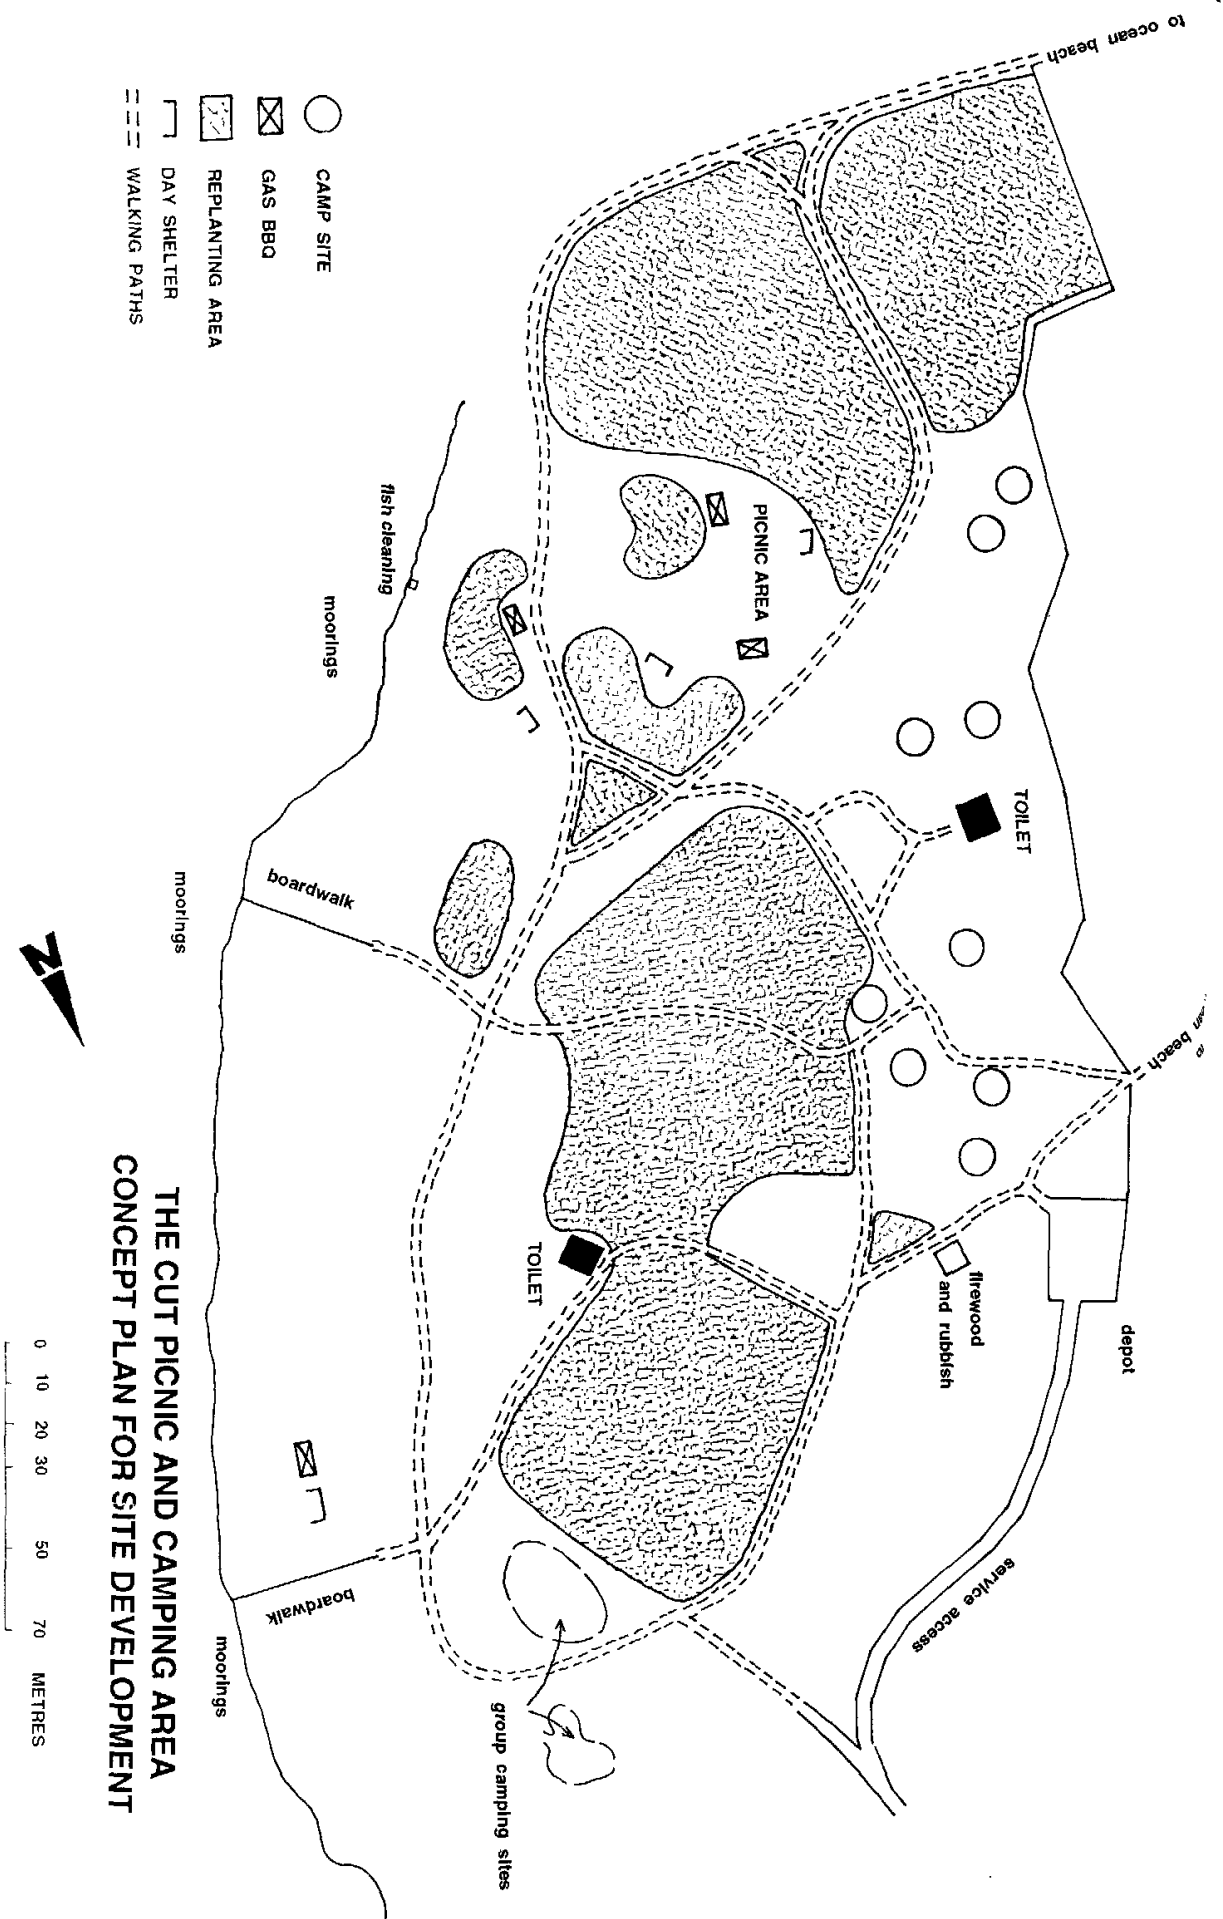 to ocean beach
CAMP SITE
GAS BBQ
REPLANTING AREA
DAY SHELTER
WALKING PATHS
fish cleaning
moorings
PICNIC AREA
TOILET
boardwalk
moorings
N
beach
TOILET
firewood
and rubbish
depot
service access
boardwalk
moorings
group camping sites
THE CUT PICNIC AND CAMPING AREA
CONCEPT PLAN FOR SITE DEVELOPMENT
0 10 20 30 50 70 METRES